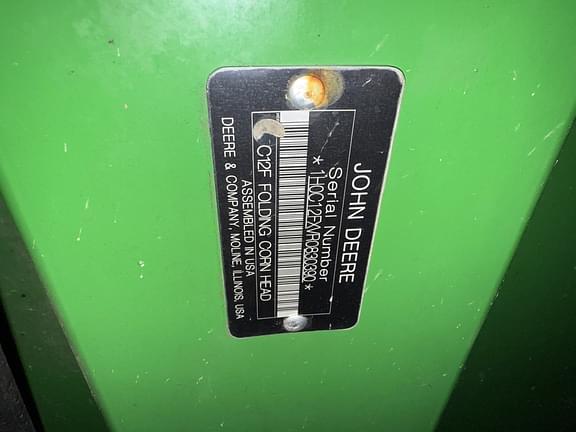 JOHN DEERE
Serial Number
C12F FOLDING CORN HEAD
ASSEMBLED IN USA
DEERE & COMPANY, MOLINE, ILLINOIS, USA